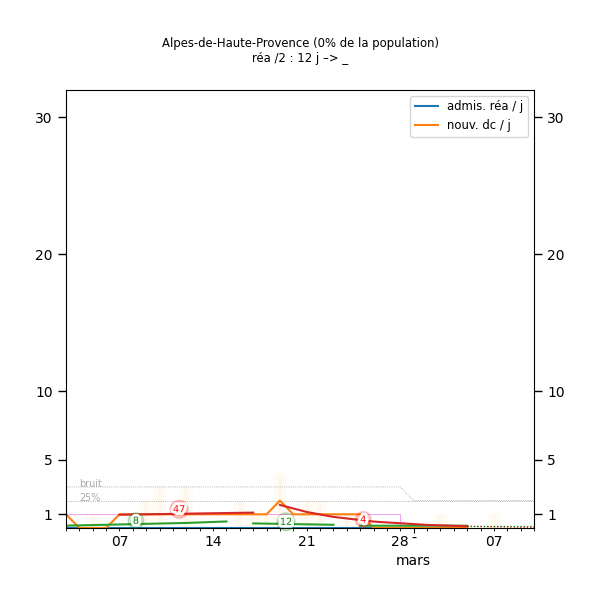 Alpes-de-Haute-Provence (0% de la population)
réa /2 : 12 j –> _
admis. réa / j
nouv. dc / j
30 30
20 20
10 10
5 5
bruit
25%
47
8
12
4
1 1
07 14 21 28 07
mars